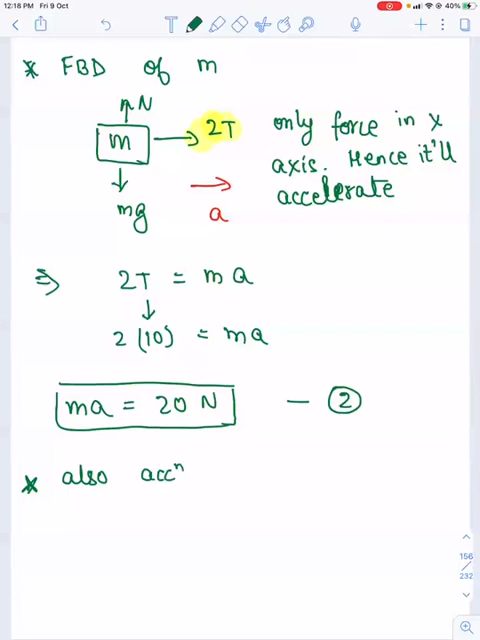 12:18 PM Fri 9 Oct
40%
* FBD of m
↑N
m → 2T
only force in x
axis. Hence it'll
accelerate
↓
mg
→
a
⇒ 2T = ma
↓
2(10) = ma
ma = 20 N — ②
* also accⁿ
156
/
232